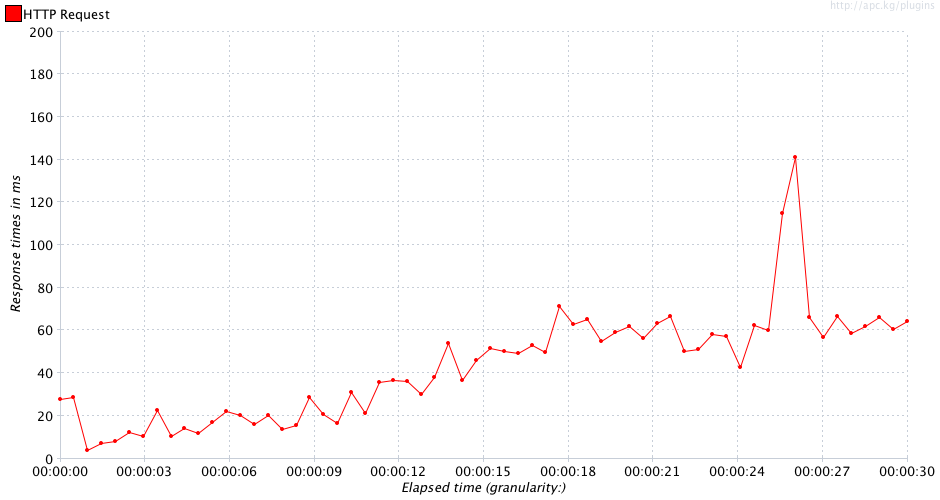 http://apc.kg/plugins
HTTP Request
200
180
160
140
120
100
80
60
40
20
0
Response times in ms
00:00:00 00:00:03 00:00:06 00:00:09 00:00:12 00:00:15 00:00:18 00:00:21 00:00:24 00:00:27 00:00:30
Elapsed time (granularity:)